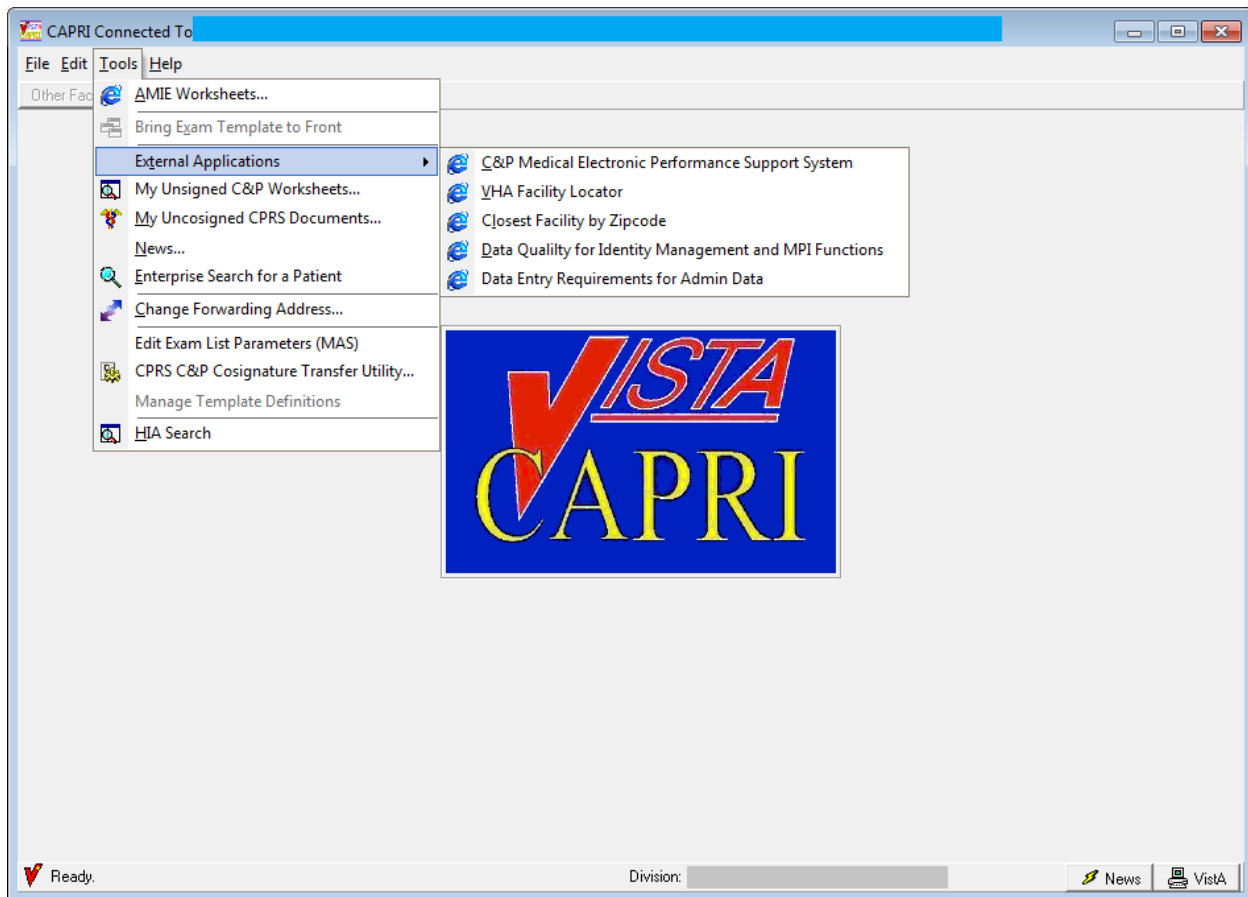 CAPRI Connected To
File Edit Tools Help
Other Fac
AMIE Worksheets...
Bring Exam Template to Front
External Applications
My Unsigned C&P Worksheets...
My Uncosigned CPRS Documents...
News...
Enterprise Search for a Patient
Change Forwarding Address...
Edit Exam List Parameters (MAS)
CPRS C&P Cosignature Transfer Utility...
Manage Template Definitions
HIA Search
C&P Medical Electronic Performance Support System
VHA Facility Locator
Closest Facility by Zipcode
Data Qualilty for Identity Management and MPI Functions
Data Entry Requirements for Admin Data
VISTA
CAPRI
Ready. Division: News VistA